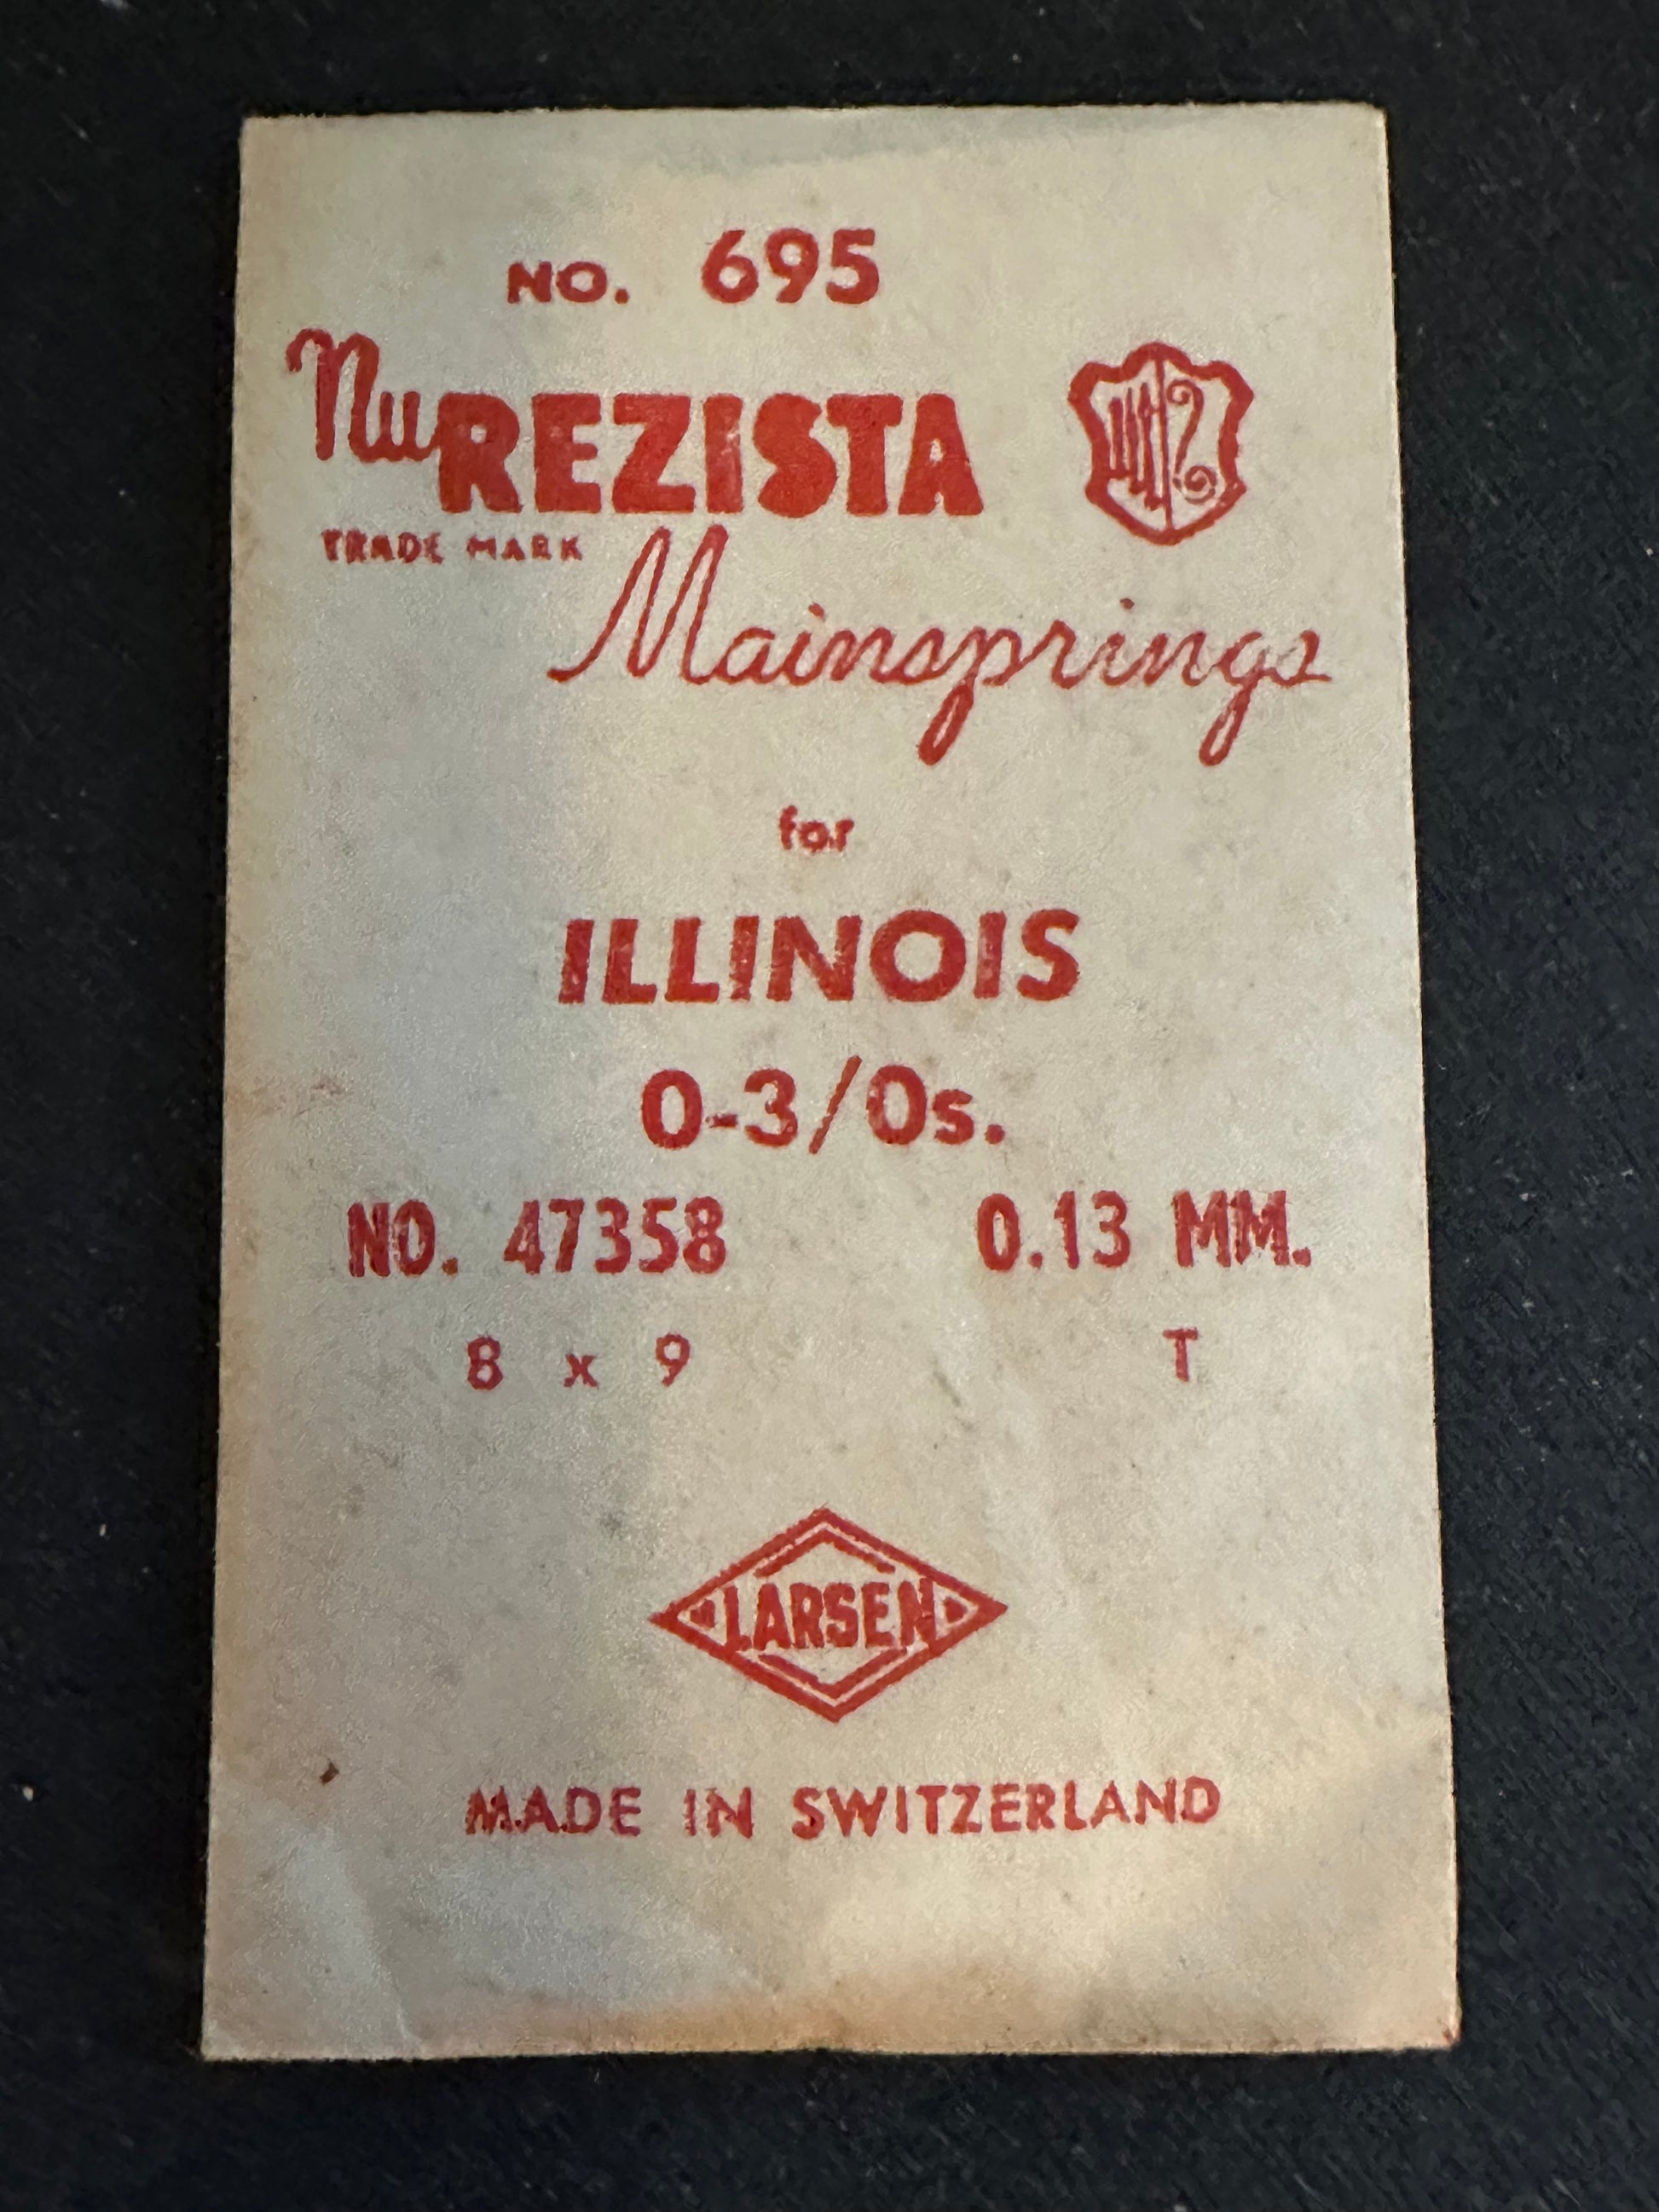 NO. 695
NuREZISTA
TRADE MARK
Mainsprings
for
ILLINOIS
0-3/0s.
NO. 47358 0.13 MM.
8 x 9 T
LARSEN
MADE IN SWITZERLAND